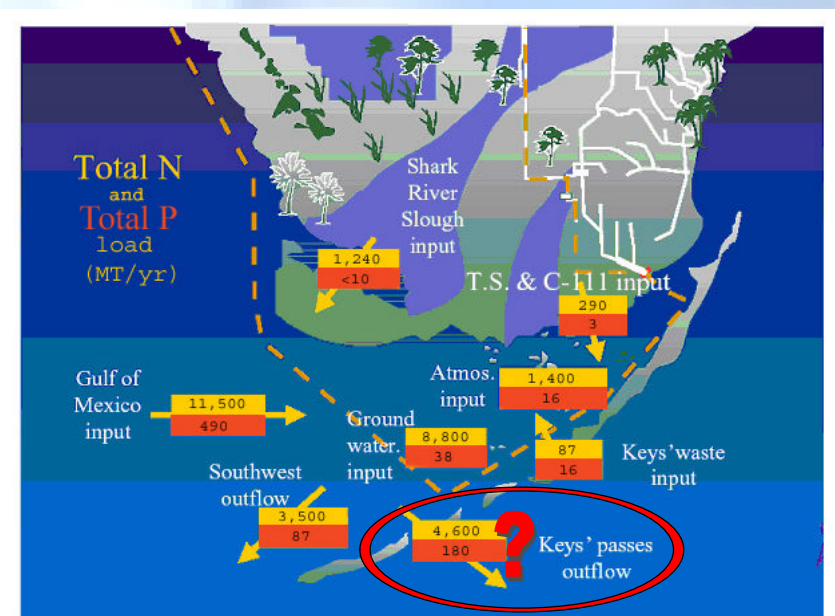 Total N
and
Total P
load
(MT/yr)
Shark
River
Slough
input
1,240
<10
T.S. & C-111 input
290
3
Gulf of
Mexico
input
11,500
490
Atmos.
input
1,400
16
Ground
water.
input
8,800
38
87
16
Keys'waste
input
Southwest
outflow
3,500
87
4,600
180
?
Keys' passes
outflow